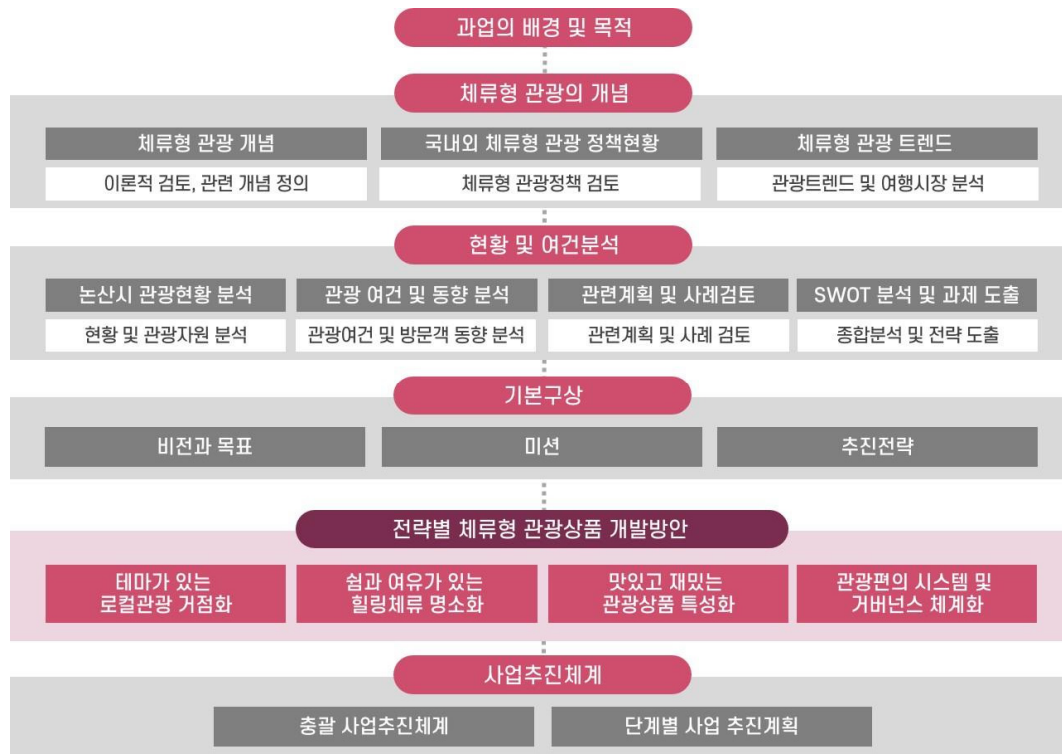 과업의 배경 및 목적
체류형 관광의 개념
체류형 관광 개념
국내외 체류형 관광 정책현황
체류형 관광 트렌드
이론적 검토, 관련 개념 정의
체류형 관광정책 검토
관광트렌드 및 여행시장 분석
현황 및 여건분석
논산시 관광현황 분석
관광 여건 및 동향 분석
관련계획 및 사례검토
SWOT 분석 및 과제 도출
현황 및 관광자원 분석
관광여건 및 방문객 동향 분석
관련계획 및 사례 검토
종합분석 및 전략 도출
기본구상
비전과 목표
미션
추진전략
전략별 체류형 관광상품 개발방안
테마가 있는
로컬관광 거점화
쉼과 여유가 있는
힐링체류 명소화
맛있고 재밌는
관광상품 특성화
관광편의 시스템 및
거버넌스 체계화
사업추진체계
총괄 사업추진체계
단계별 사업 추진계획